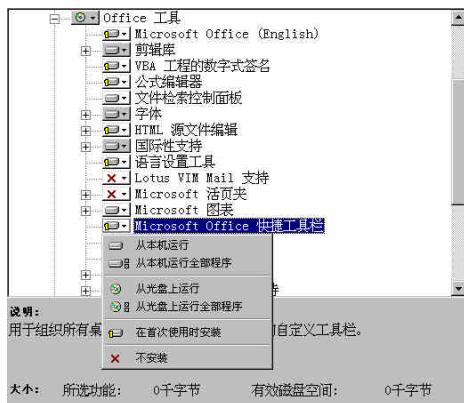 Office 工具
Microsoft Office (English)
剪辑库
VBA 工程的数字式签名
公式编辑器
文件检索控制面板
字体
HTML 源文件编辑
国际性支持
语言设置工具
Lotus VIM Mail 支持
Microsoft 活页夹
Microsoft 图表
Microsoft Office 快捷工具栏
从本机运行
从本机运行全部程序
从光盘上运行
从光盘上运行全部程序
在首次使用时安装
不安装
说明:
用于组织所有桌 自定义工具栏。
大小: 所选功能: 0千字节 有效磁盘空间: 0千字节